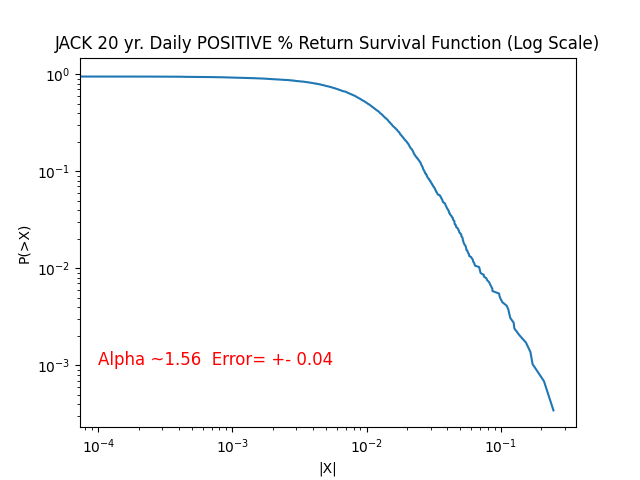 JACK 20 yr. Daily POSITIVE % Return Survival Function (Log Scale)
10⁰
10⁻¹
10⁻²
10⁻³
P(>X)
Alpha ~1.56  Error= +- 0.04
10⁻⁴ 10⁻³ 10⁻² 10⁻¹
|X|